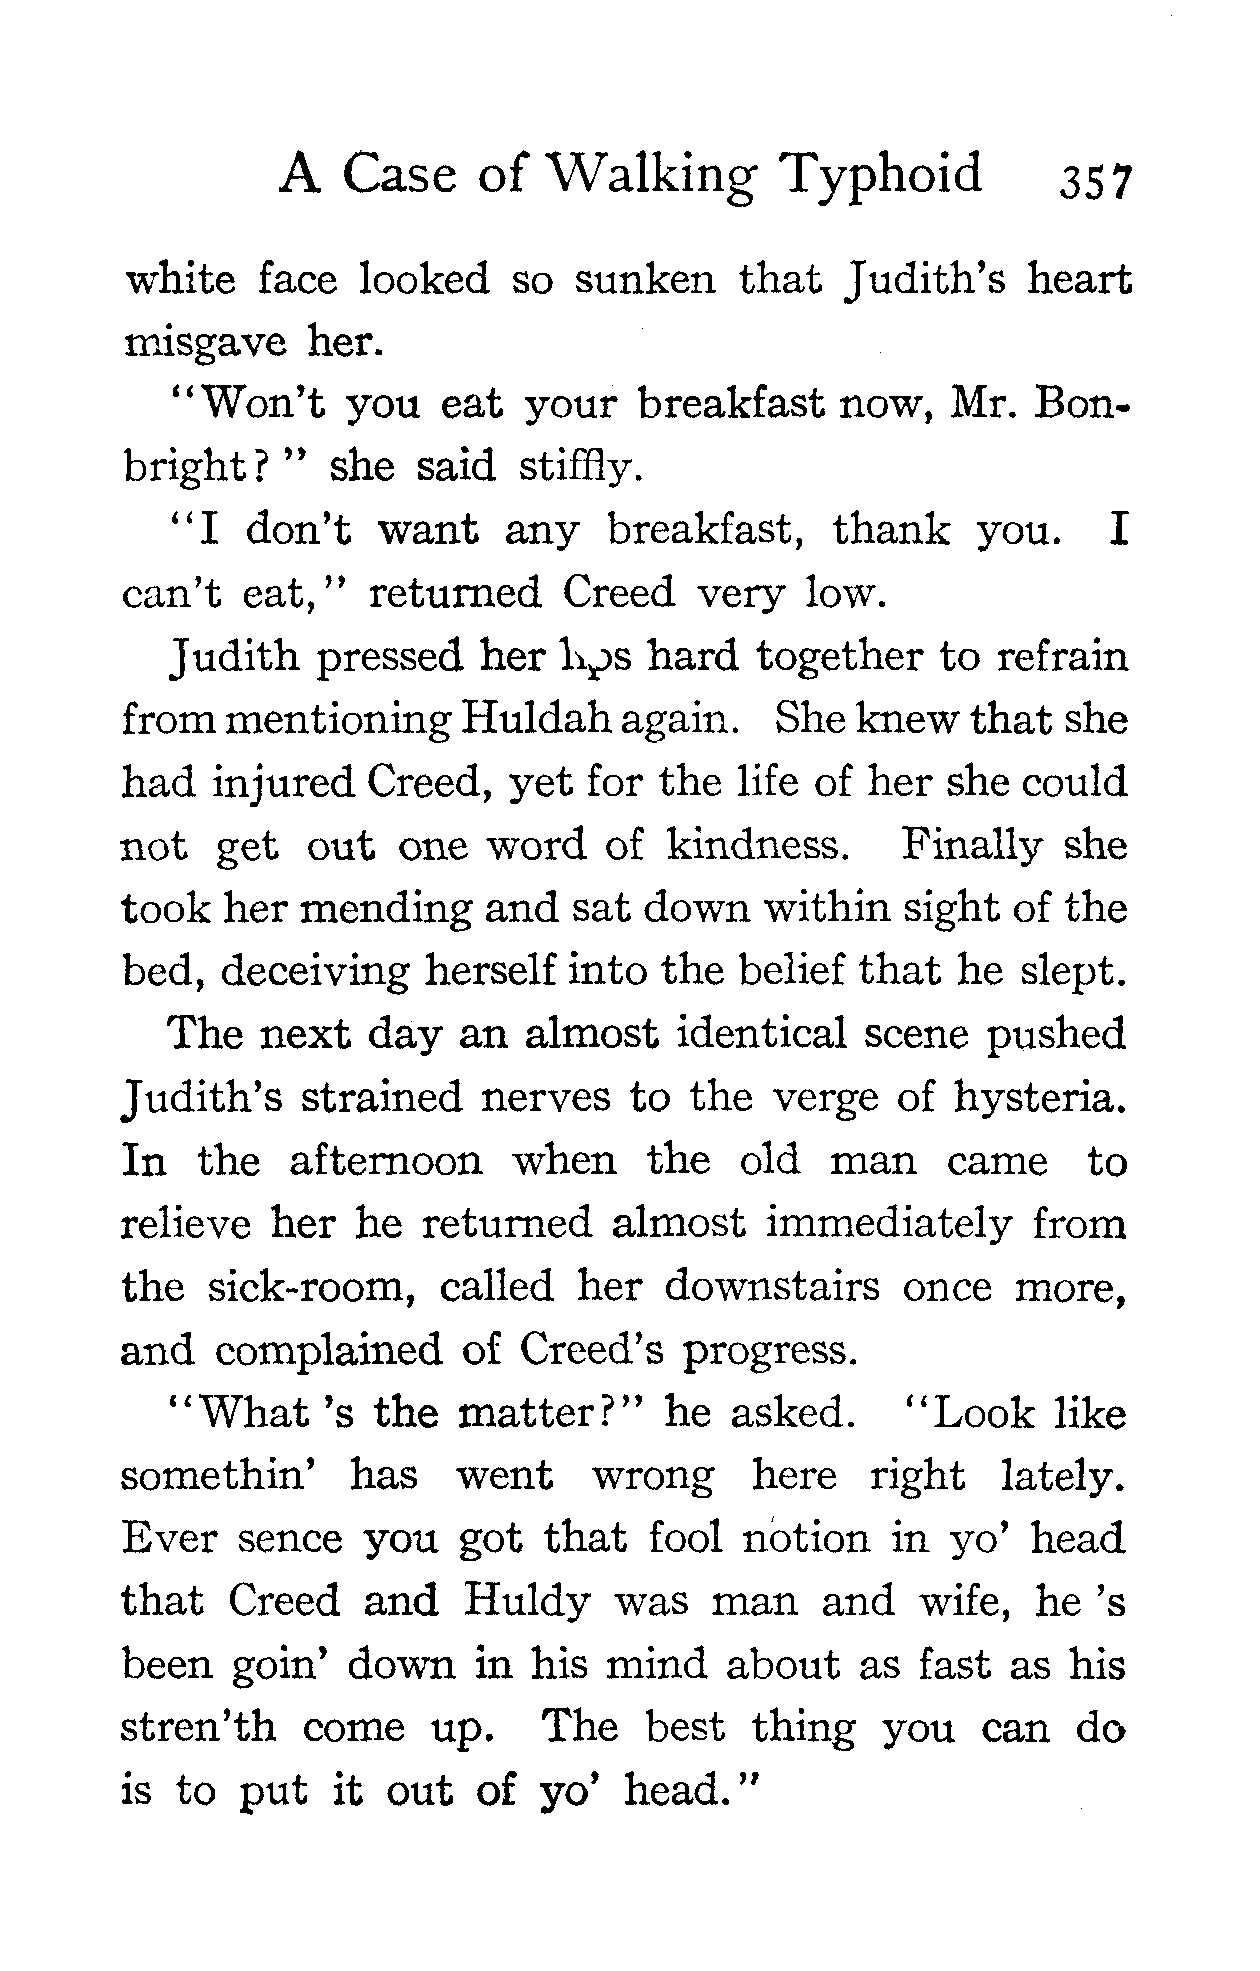 A Case of Walking Typhoid 357
white face looked so sunken that Judith's heart
misgave her.
"Won't you eat your breakfast now, Mr. Bon-
bright?" she said stiffly.
"I don't want any breakfast, thank you. I
can't eat," returned Creed very low.
Judith pressed her lips hard together to refrain
from mentioning Huldah again. She knew that she
had injured Creed, yet for the life of her she could
not get out one word of kindness. Finally she
took her mending and sat down within sight of the
bed, deceiving herself into the belief that he slept.
The next day an almost identical scene pushed
Judith's strained nerves to the verge of hysteria.
In the afternoon when the old man came to
relieve her he returned almost immediately from
the sick-room, called her downstairs once more,
and complained of Creed's progress.
"What 's the matter?" he asked. "Look like
somethin' has went wrong here right lately.
Ever sence you got that fool notion in yo' head
that Creed and Huldy was man and wife, he 's
been goin' down in his mind about as fast as his
stren'th come up. The best thing you can do
is to put it out of yo' head."